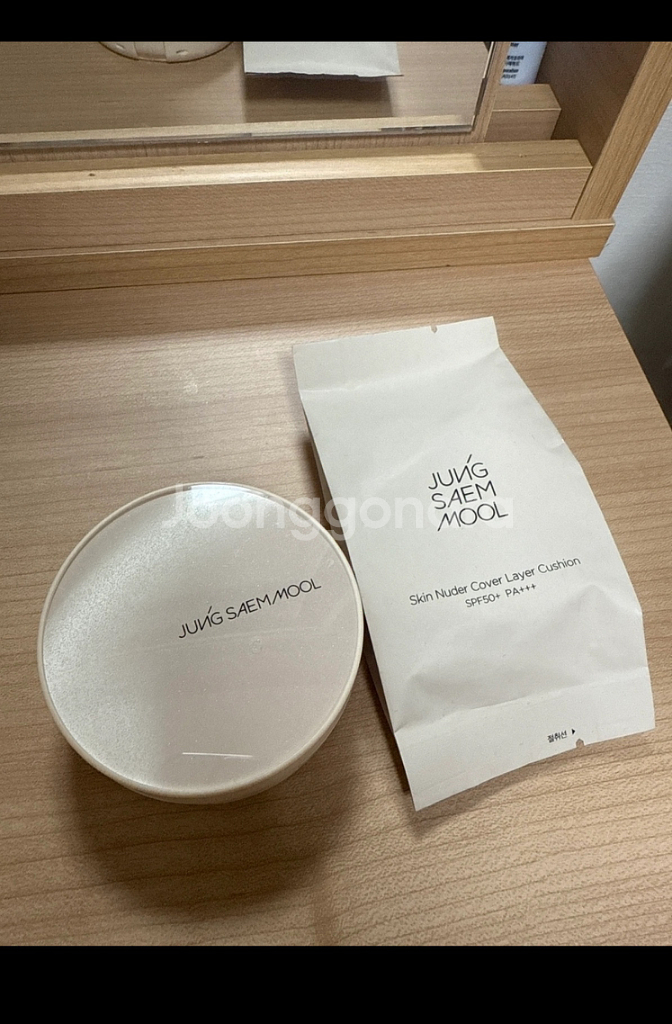 Joonggonara
JUNG
SAEM
MOOL
Skin Nuder Cover Layer Cushion
SPF50+ PA+++
JUNG SAEM MOOL
절취선